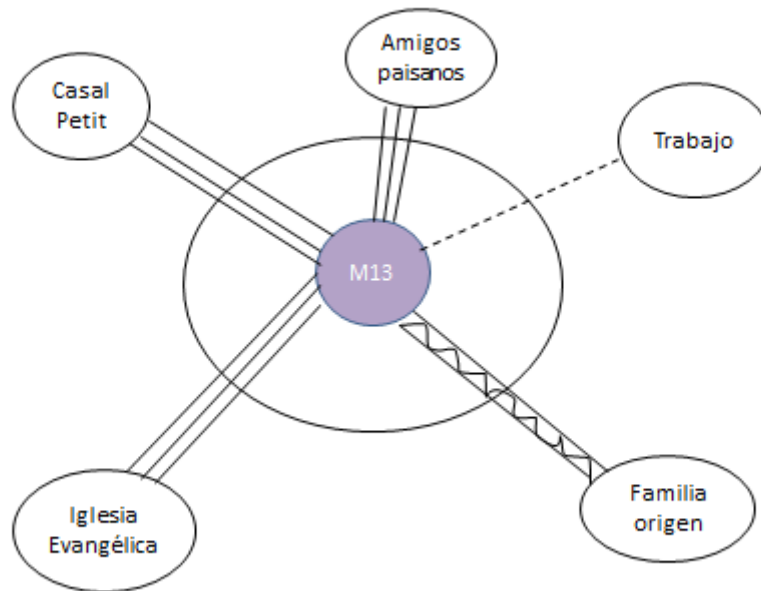 Amigos
paisanos
Casal
Petit
Trabajo
M13
Iglesia
Evangélica
Familia
origen